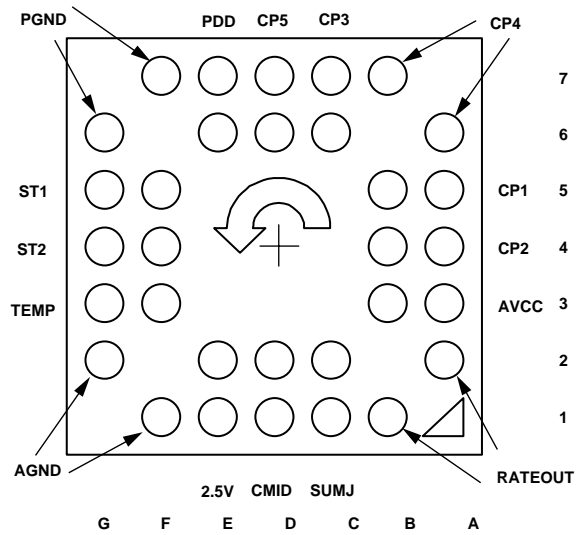 PGND PDD CP5 CP3 CP4
7
6
ST1 CP1 5
ST2 CP2 4
TEMP AVCC 3
2
1
AGND RATEOUT
2.5V CMID SUMJ
G F E D C B A